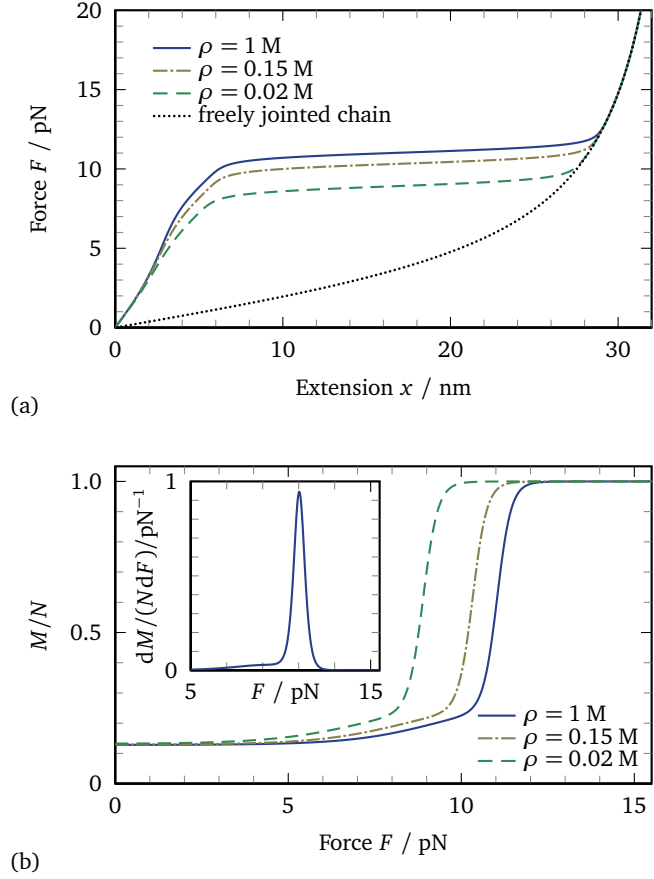 20
15
10
5
0
Force F / pN
ρ = 1 M
ρ = 0.15 M
ρ = 0.02 M
freely jointed chain
0 10 20 30
Extension x / nm
(a)
1.0
0.5
0
M/N
1
0
dM/(NdF)/pN⁻¹
5 15
F / pN
ρ = 1 M
ρ = 0.15 M
ρ = 0.02 M
0 5 10 15
Force F / pN
(b)